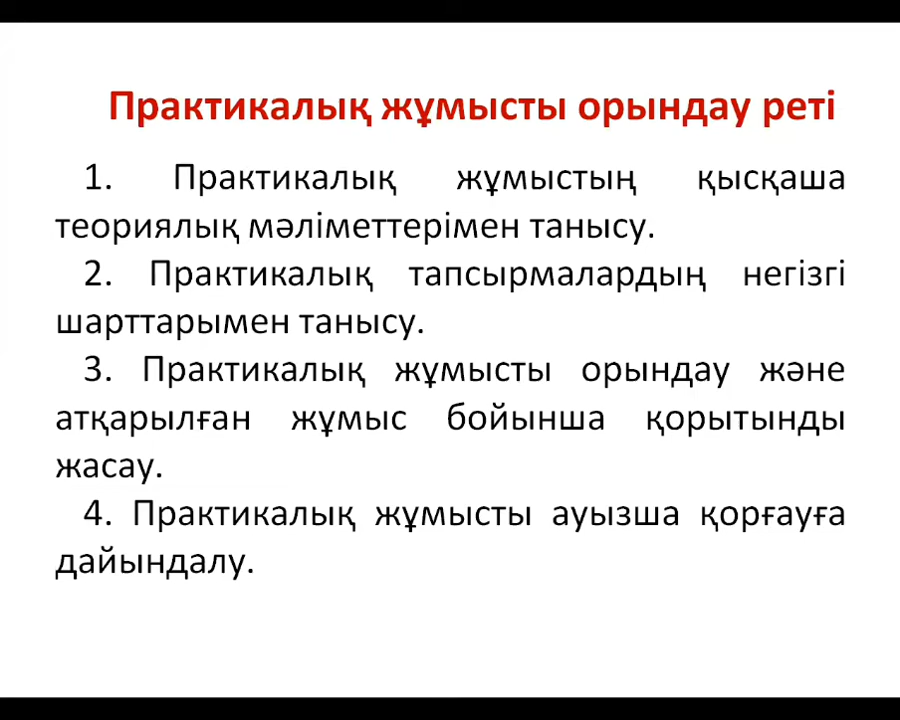 Практикалық жұмысты орындау реті
1. Практикалық жұмыстың қысқаша
теориялық мәліметтерімен танысу.
2. Практикалық тапсырмалардың негізгі
шарттарымен танысу.
3. Практикалық жұмысты орындау және
атқарылған жұмыс бойынша қорытынды
жасау.
4. Практикалық жұмысты ауызша қорғауға
дайындалу.